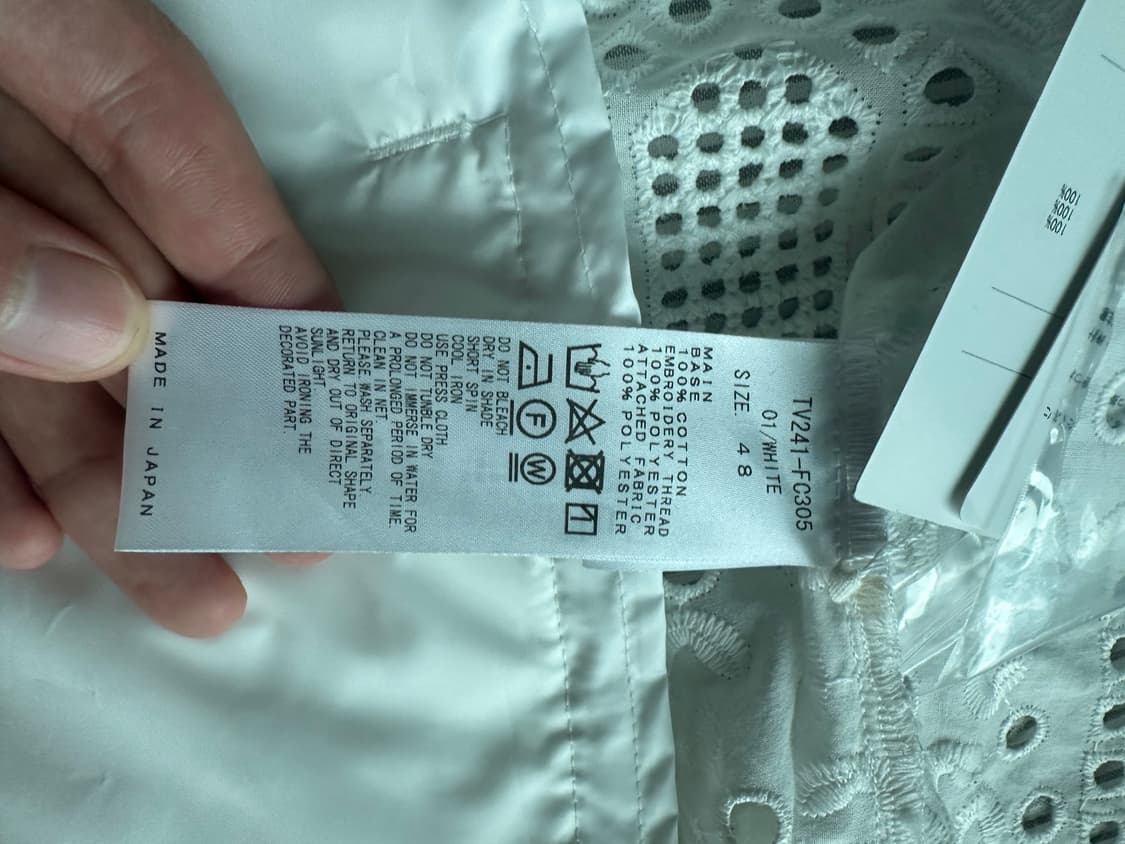 TV241-FC305
01/WHITE
SIZE 48
MAIN
BASE
100% COTTON
EMBROIDERY THREAD
100% POLYESTER
ATTACHED FABRIC
100% POLYESTER
F W
DO NOT BLEACH
DRY IN SHADE
SHORT SPIN
COOL IRON
USE PRESS CLOTH
DO NOT TUMBLE DRY
DO NOT IMMERSE IN WATER FOR
A PROLONGED PERIOD OF TIME.
CLEAN IN NET.
PLEASE WASH SEPARATELY.
RETURN TO ORIGINAL SHAPE
AND DRY OUT OF DIRECT
SUNLIGHT
AVOID IRONING THE
DECORATED PART.
MADE IN JAPAN
100%
100%
100%